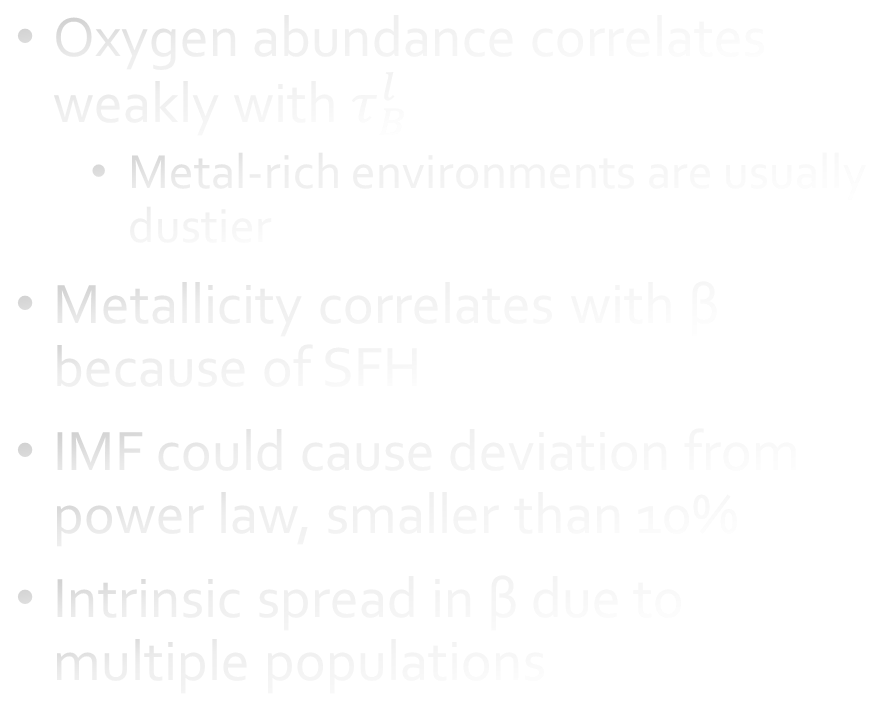 • Oxygen abundance correlates
weakly with τ_B^l
• Metal-rich environments are usually
dustier
• Metallicity correlates with β
because of SFH
• IMF could cause deviation from
power law, smaller than 10%
• Intrinsic spread in β due to
multiple populations